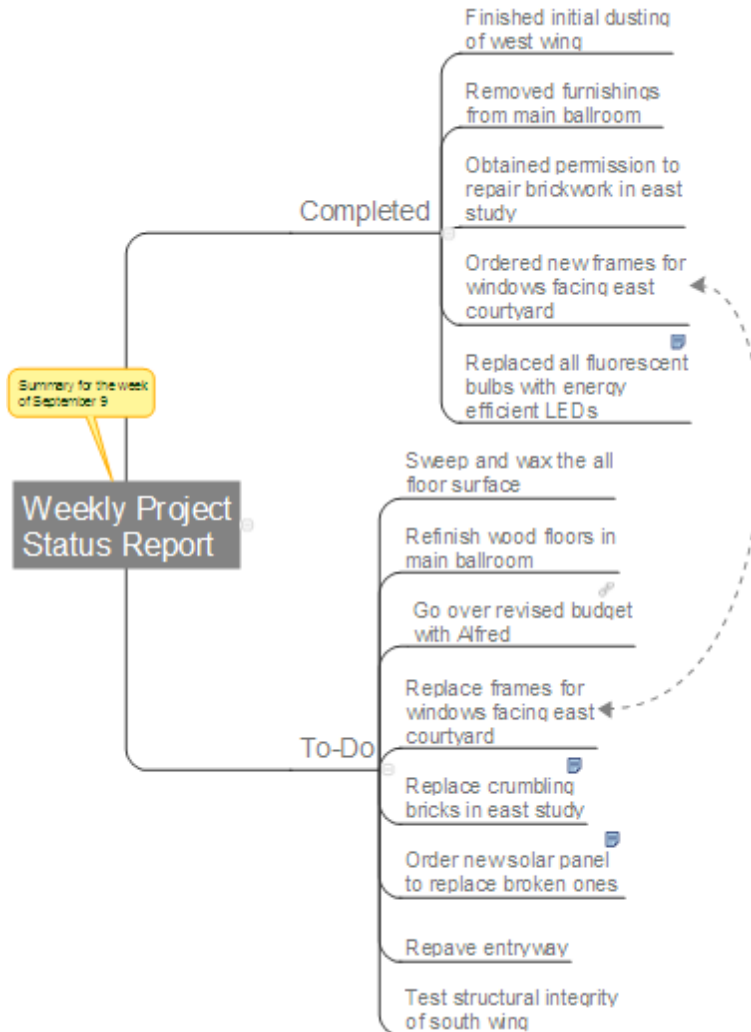 Finished initial dusting
of west wing
Removed furnishings
from main ballroom
Obtained permission to
repair brickwork in east
study
Completed
Ordered new frames for
windows facing east
courtyard
Replaced all fluorescent
bulbs with energy
efficient LEDs
Summary for the week
of September 9
Weekly Project
Status Report
Sweep and wax the all
floor surface
Refinish wood floors in
main ballroom
Go over revised budget
with Alfred
Replace frames for
windows facing east
courtyard
To-Do
Replace crumbling
bricks in east study
Order new solar panel
to replace broken ones
Repave entryway
Test structural integrity
of south wing